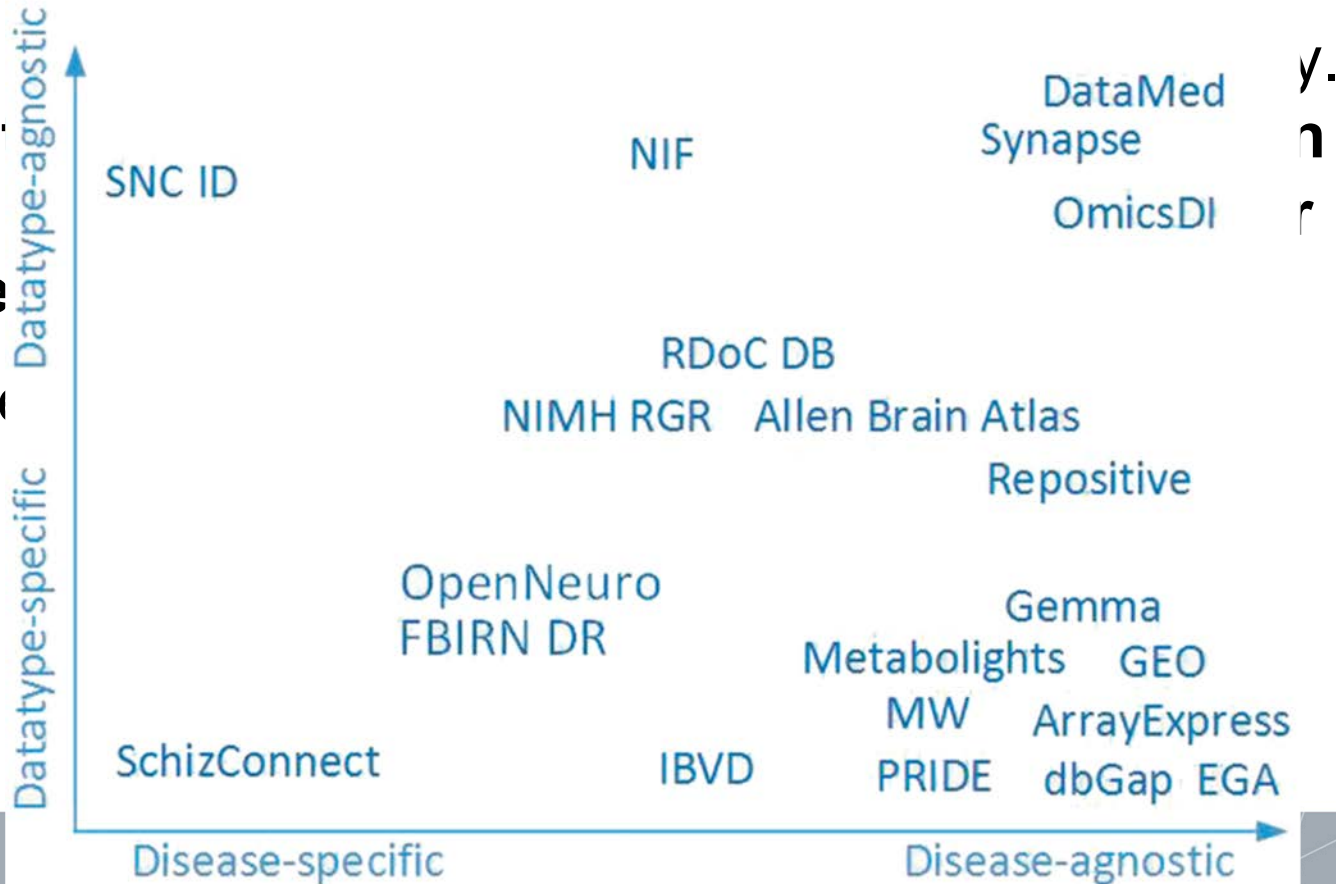 Datatype-agnostic
Datatype-specific
DataMed
Synapse
NIF
SNC ID
OmicsDI
RDoC DB
NIMH RGR Allen Brain Atlas
Repositive
OpenNeuro
Gemma
FBIRN DR
Metabolights GEO
MW ArrayExpress
SchizConnect IBVD PRIDE dbGap EGA
Disease-specific Disease-agnostic